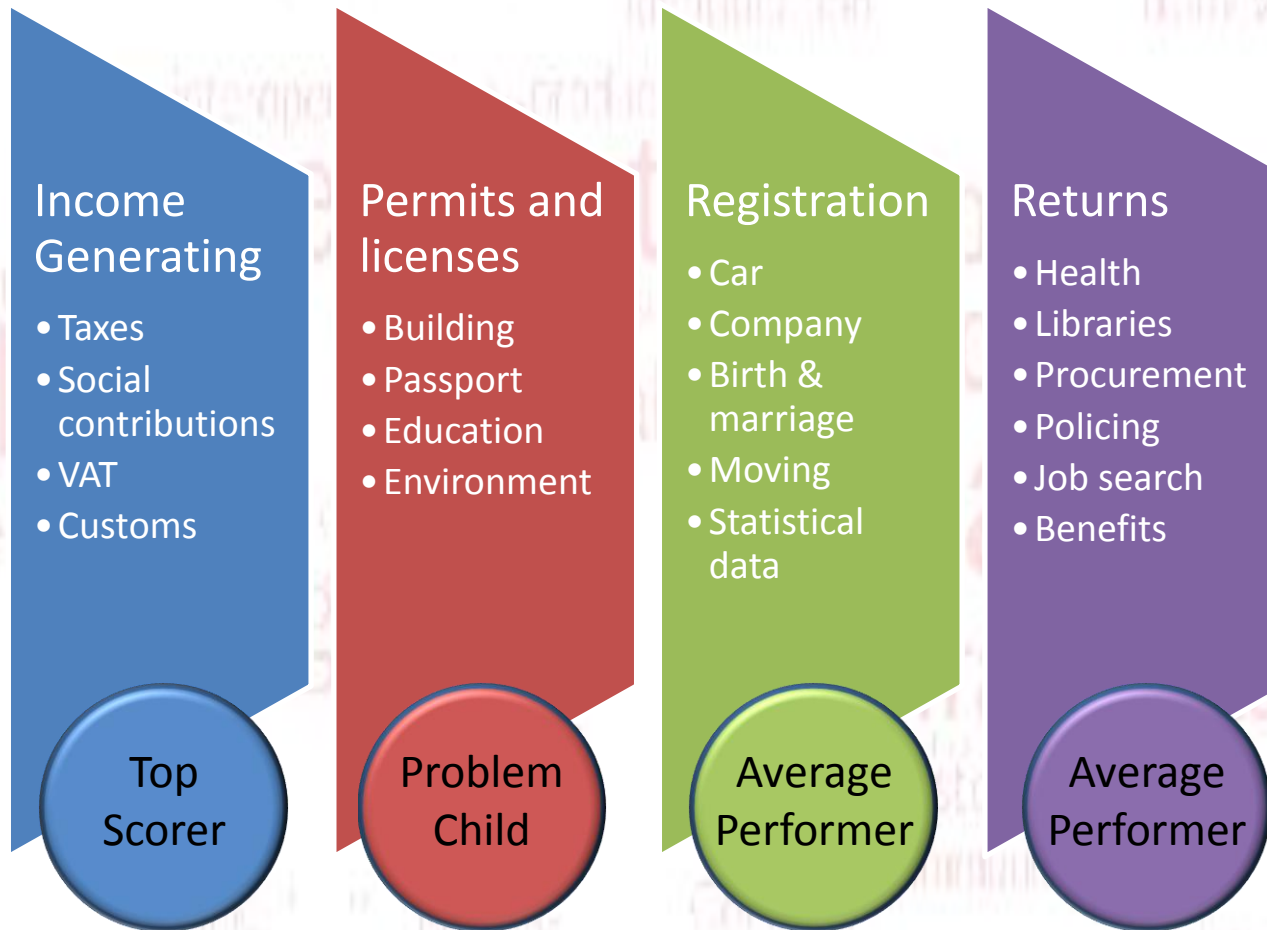 Income
Generating
• Taxes
• Social
contributions
• VAT
• Customs
Top
Scorer
Permits and
licenses
• Building
• Passport
• Education
• Environment
Problem
Child
Registration
• Car
• Company
• Birth &
marriage
• Moving
• Statistical
data
Average
Performer
Returns
• Health
• Libraries
• Procurement
• Policing
• Job search
• Benefits
Average
Performer